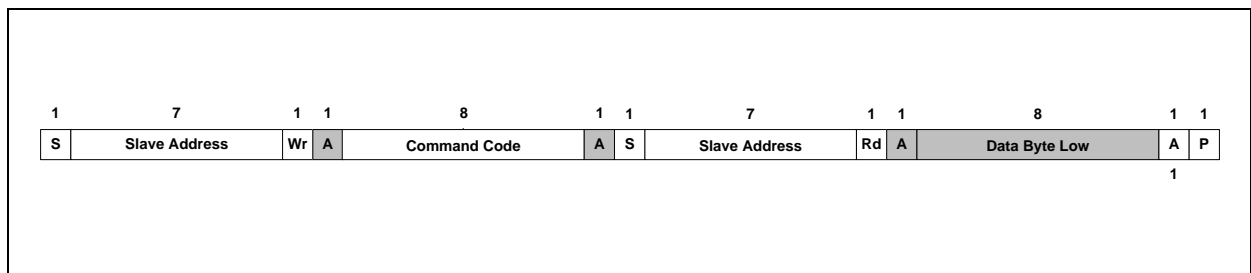 1 7 1 1 8 1 1 7 1 1 8 1 1
S Slave Address Wr A Command Code A S Slave Address Rd A Data Byte Low A P
1